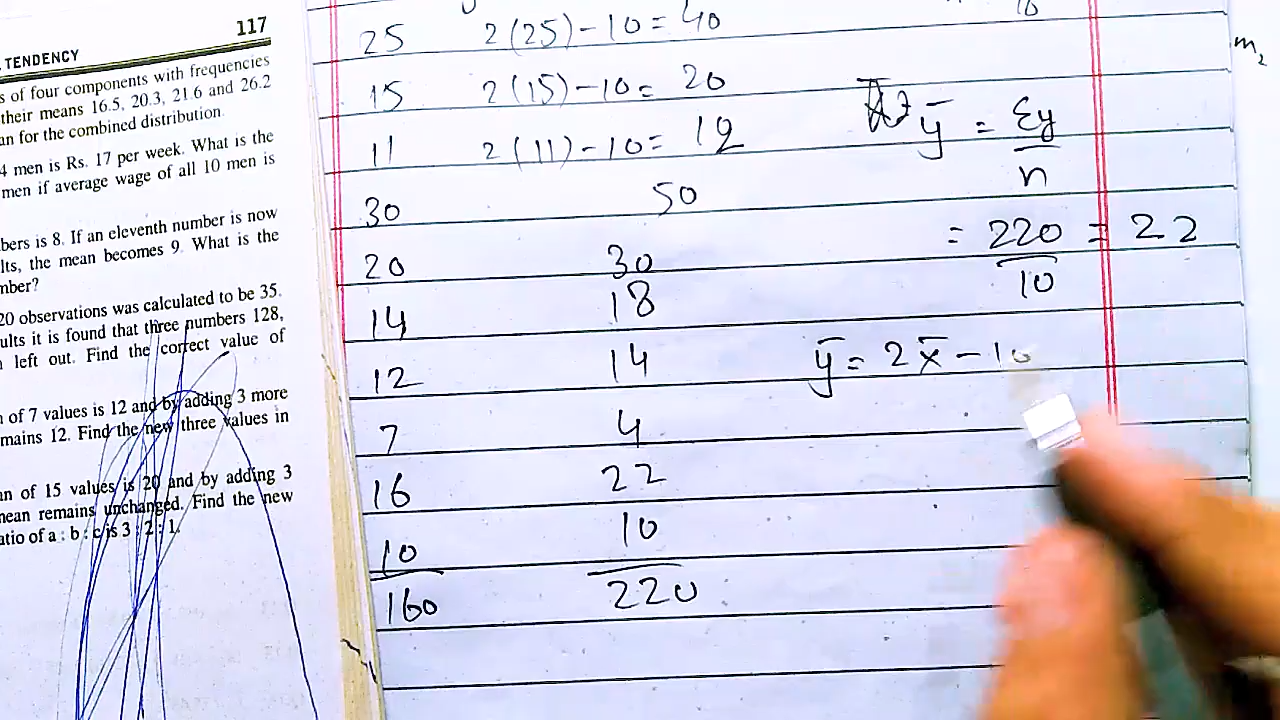 117
TENDENCY
s of four components with frequencies
their means 16.5, 20.3, 21.6 and 26.2
an for the combined distribution.
4 men is Rs. 17 per week. What is the
men if average wage of all 10 men is
bers is 8. If an eleventh number is now
lts, the mean becomes 9. What is the
mber?
20 observations was calculated to be 35.
ults it is found that three numbers 128,
left out. Find the correct value of
n of 7 values is 12 and by adding 3 more
mains 12. Find the new three values in
an of 15 values is 20 and by adding 3
mean remains unchanged. Find the new
atio of a : b : c is 3 : 2 : 1.
25 2(25)-10 = 40
15 2(15)-10 = 20
11 2(11)-10 = 12
30 50
20 30
14 18
12 14
7 4
16 22
10 10
160 220
ȳ = Σy
n
= 220 = 22
10
ȳ = 2x̄ - 10
m₂